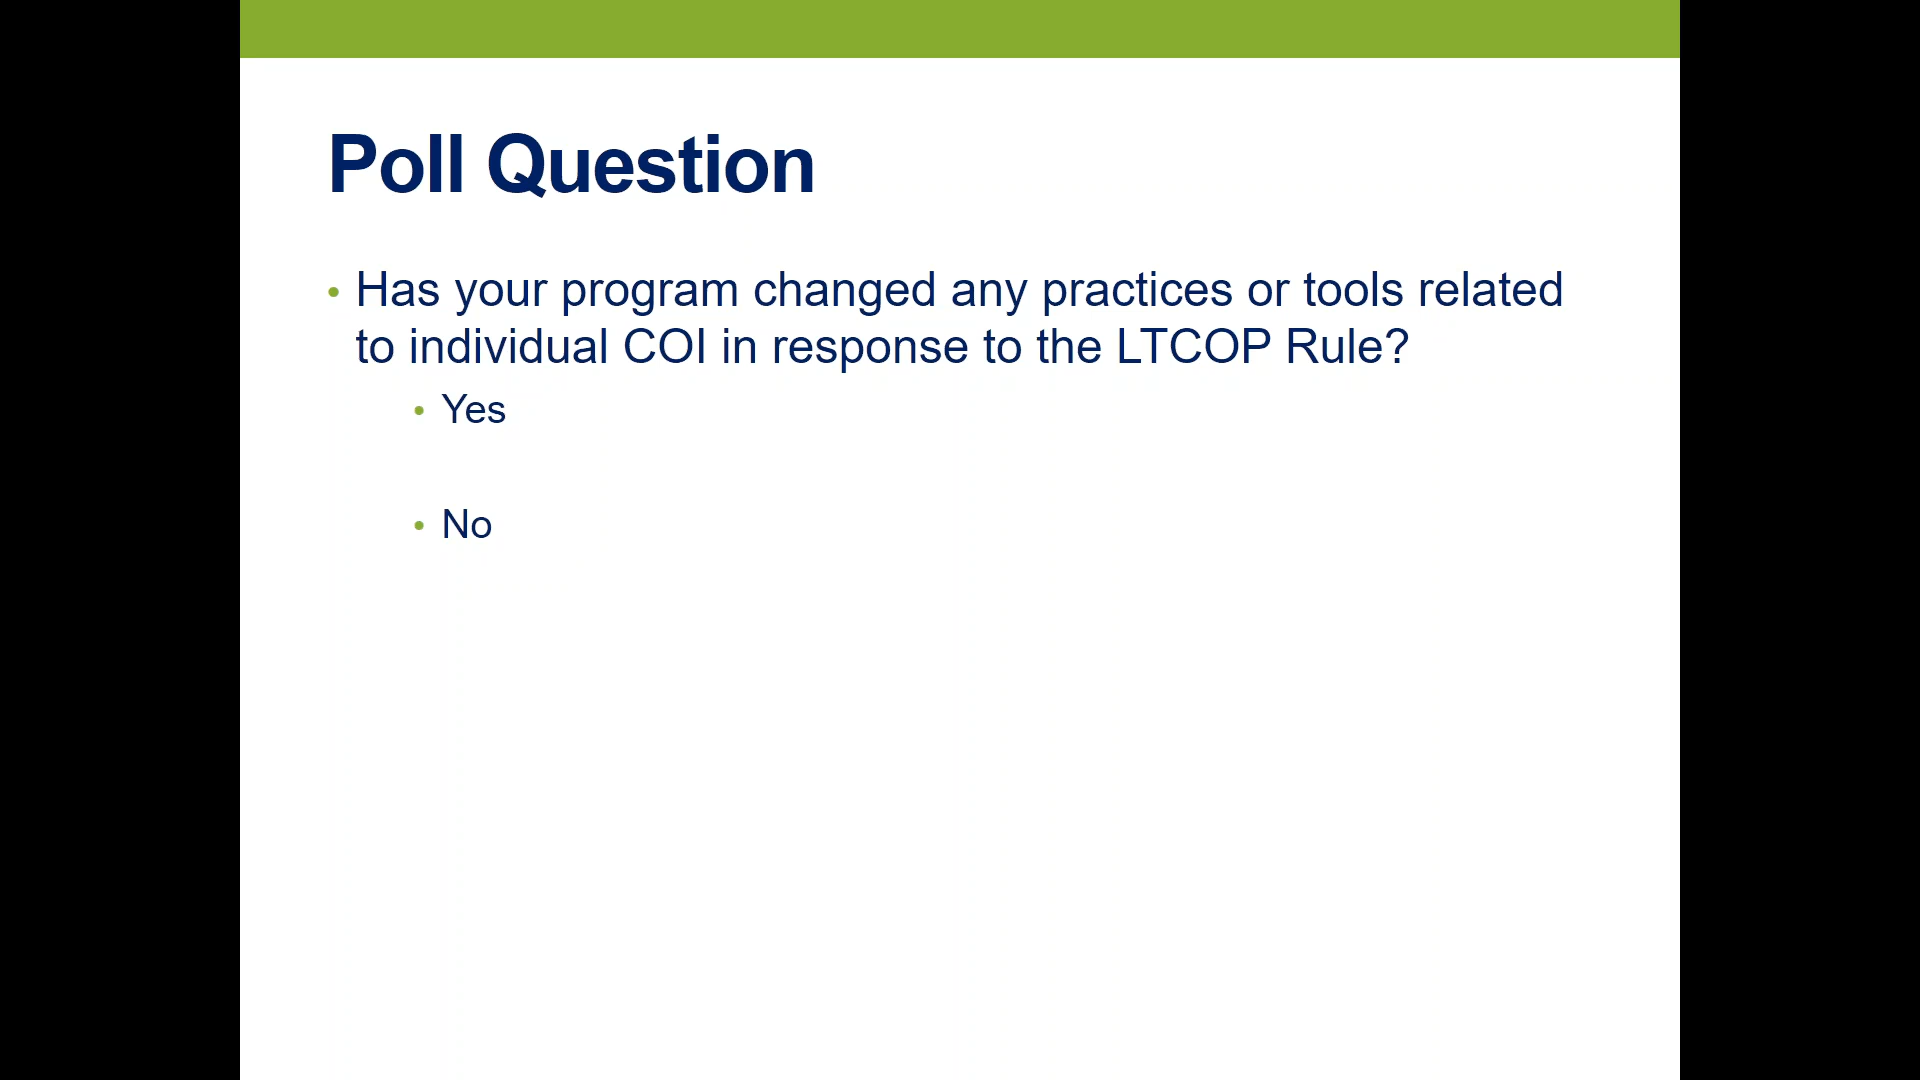 Poll Question
• Has your program changed any practices or tools related
to individual COI in response to the LTCOP Rule?
• Yes
• No